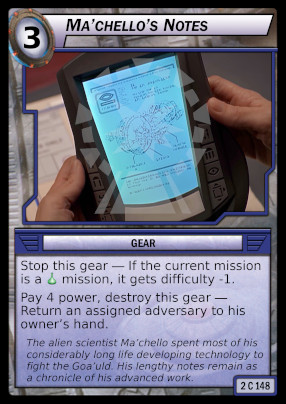 3
MA'CHELLO'S NOTES
GEAR
Stop this gear — If the current mission
is a mission, it gets difficulty -1.
Pay 4 power, destroy this gear —
Return an assigned adversary to his
owner's hand.
The alien scientist Ma'chello spent most of his
considerably long life developing technology to
fight the Goa'uld. His lengthy notes remain as
a chronicle of his advanced work.
2 C 148